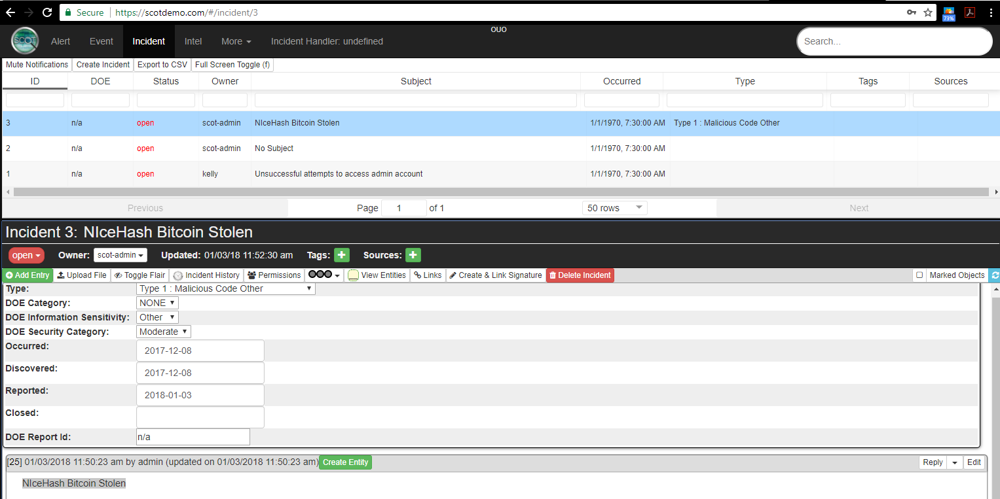 Secure https://scotdemo.com/#/incident/3
73%
OUO
SCOT Alert Event Incident Intel More Incident Handler: undefined Search...
Mute Notifications Create Incident Export to CSV Full Screen Toggle (f)
ID DOE Status Owner Subject Occurred Type Tags Sources
3 n/a open scot-admin NIceHash Bitcoin Stolen 1/1/1970, 7:30:00 AM Type 1 : Malicious Code Other
2 n/a open scot-admin No Subject 1/1/1970, 7:30:00 AM
1 n/a open kelly Unsuccessful attempts to access admin account 1/1/1970, 7:30:00 AM
Previous Page 1 of 1 50 rows Next
Incident 3: NIceHash Bitcoin Stolen
open Owner: scot-admin Updated: 01/03/18 11:52:30 am Tags: Sources:
Add Entry Upload File Toggle Flair Incident History Permissions View Entities Links Create & Link Signature Delete Incident Marked Objects
Type: Type 1 : Malicious Code Other
DOE Category: NONE
DOE Information Sensitivity: Other
DOE Security Category: Moderate
Occurred: 2017-12-08
Discovered: 2017-12-08
Reported: 2018-01-03
Closed:
DOE Report Id: n/a
[25] 01/03/2018 11:50:23 am by admin (updated on 01/03/2018 11:50:23 am) Create Entity Reply Edit
NIceHash Bitcoin Stolen